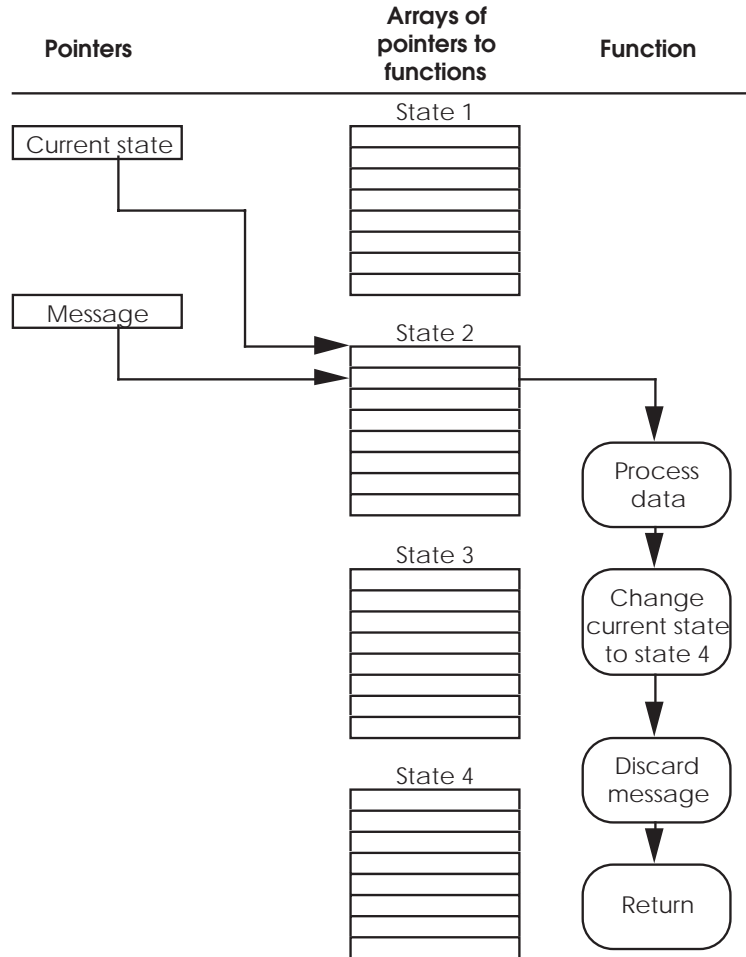 Pointers
Arrays of
pointers to
functions
Function
State 1
Current state
Message
State 2
Process
data
State 3
Change
current state
to state 4
State 4
Discard
message
Return